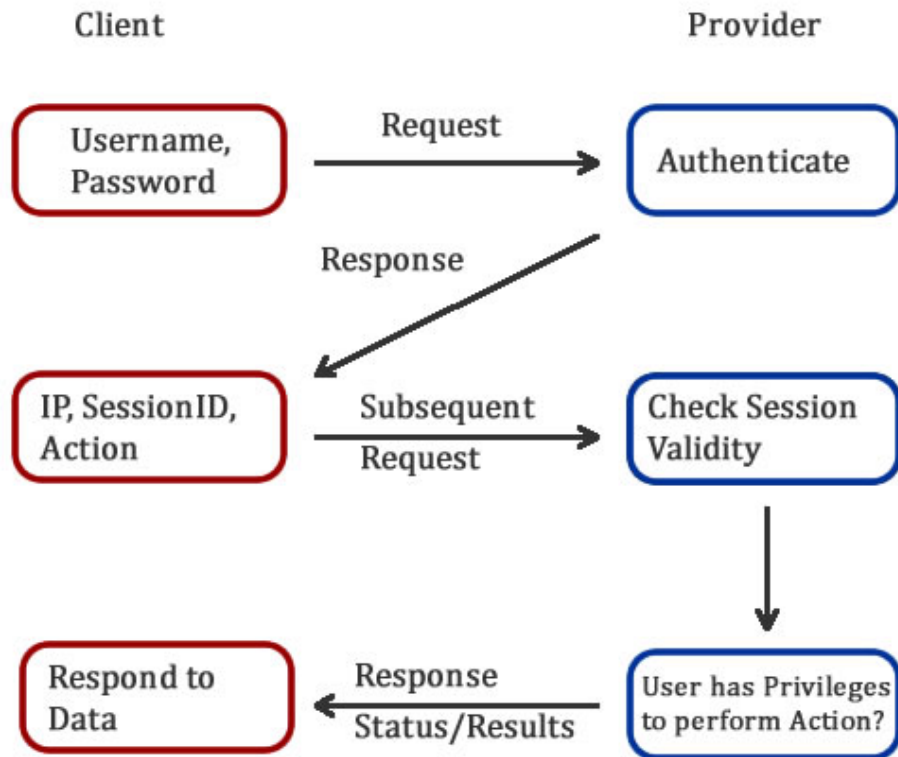 Client
Provider
Username,
Password
Request
Authenticate
Response
IP, SessionID,
Action
Subsequent
Request
Check Session
Validity
Respond to
Data
Response
Status/Results
User has Privileges
to perform Action?